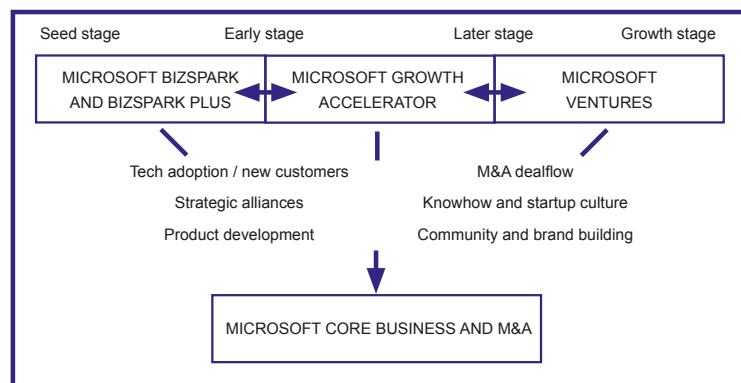 Seed stage
Early stage
Later stage
Growth stage
MICROSOFT BIZSPARK
AND BIZSPARK PLUS
MICROSOFT GROWTH
ACCELERATOR
MICROSOFT
VENTURES
Tech adoption / new customers
Strategic alliances
Product development
M&A dealflow
Knowhow and startup culture
Community and brand building
MICROSOFT CORE BUSINESS AND M&A